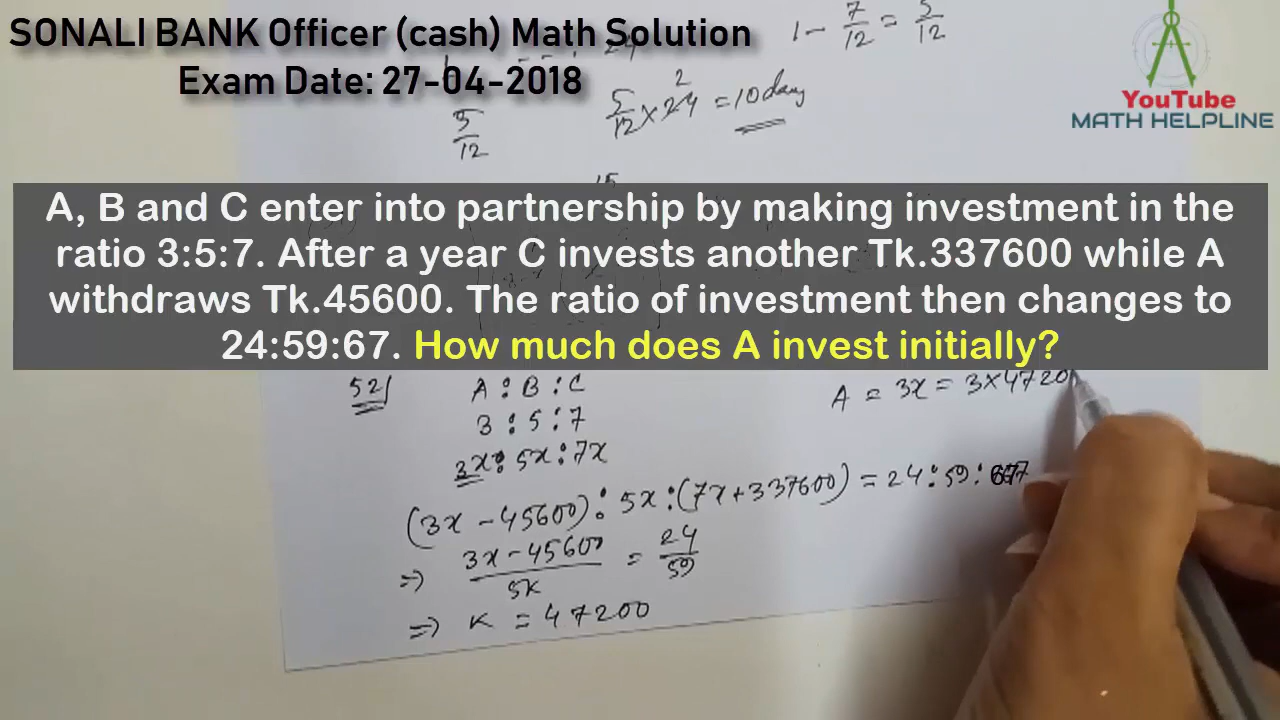 SONALI BANK Officer (cash) Math Solution
Exam Date: 27-04-2018
1 - 7/12 = 5/12
5/12
5/12 × 24 2 = 10 days
YouTube
MATH HELPLINE
A, B and C enter into partnership by making investment in the
ratio 3:5:7. After a year C invests another Tk.337600 while A
withdraws Tk.45600. The ratio of investment then changes to
24:59:67. How much does A invest initially?
52/
A : B : C
3 : 5 : 7
3x : 5x : 7x
(3x - 45600) : 5x : (7x + 337600) = 24 : 59 : 67
⇒ 3x - 45600 / 5x = 24/59
⇒ x = 47200
A = 3x = 3×4720